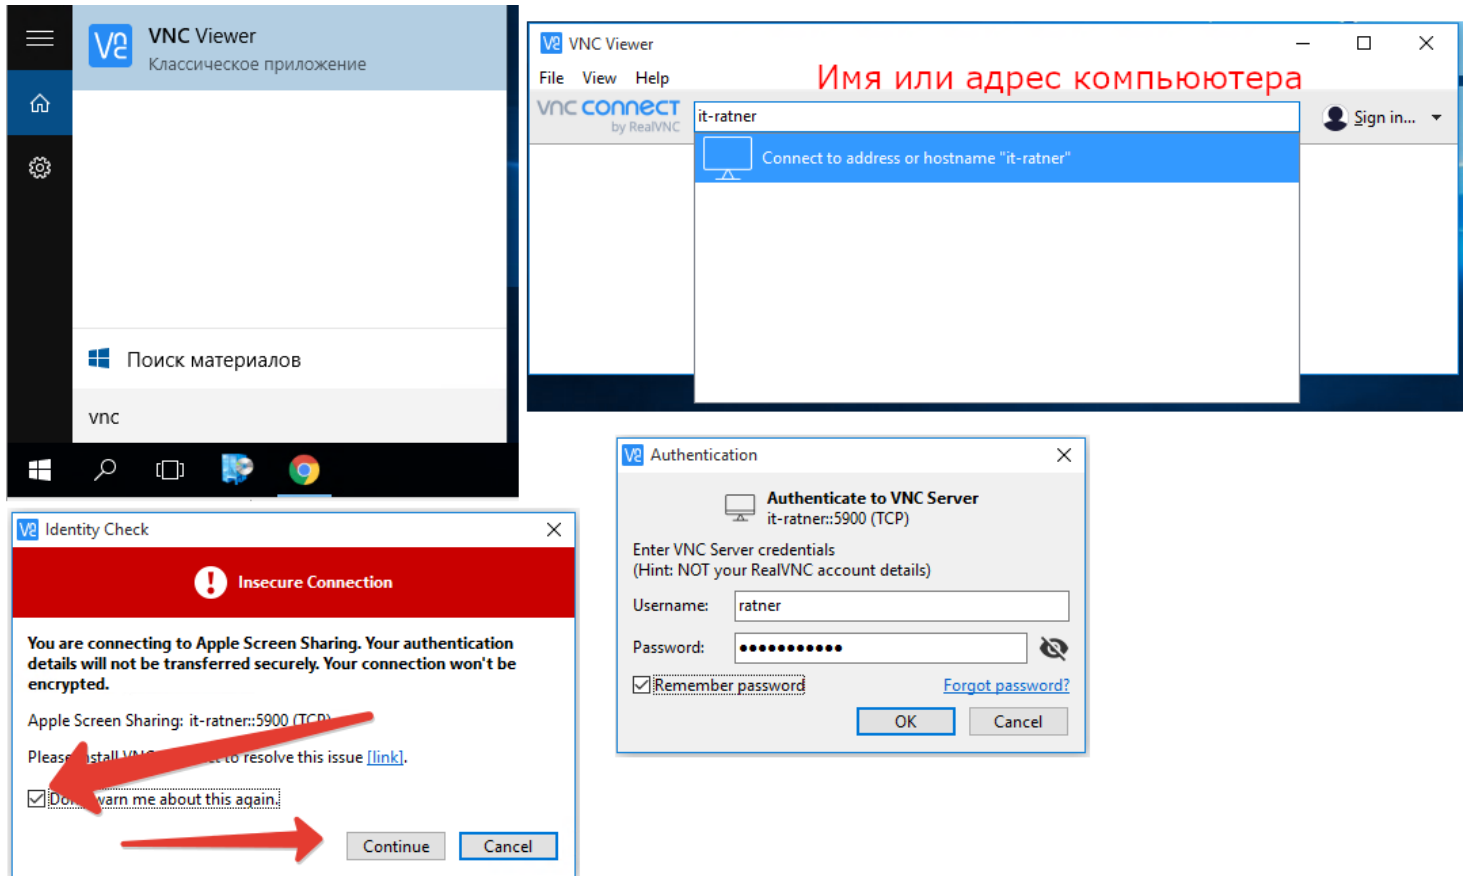 VNC Viewer
Классическое приложение
Поиск материалов
vnc
VNC Viewer
File View Help
Имя или адрес компьюютера
vnc connect
by RealVNC
it-ratner
Sign in...
Connect to address or hostname "it-ratner"
Identity Check
Insecure Connection
You are connecting to Apple Screen Sharing. Your authentication
details will not be transferred securely. Your connection won't be
encrypted.
Apple Screen Sharing: it-ratner::5900 (TCP)
Please install to resolve this issue [link].
warn me about this again.
Continue Cancel
Authentication
Authenticate to VNC Server
it-ratner::5900 (TCP)
Enter VNC Server credentials
(Hint: NOT your RealVNC account details)
Username: ratner
Password:
Remember password
Forgot password?
OK Cancel